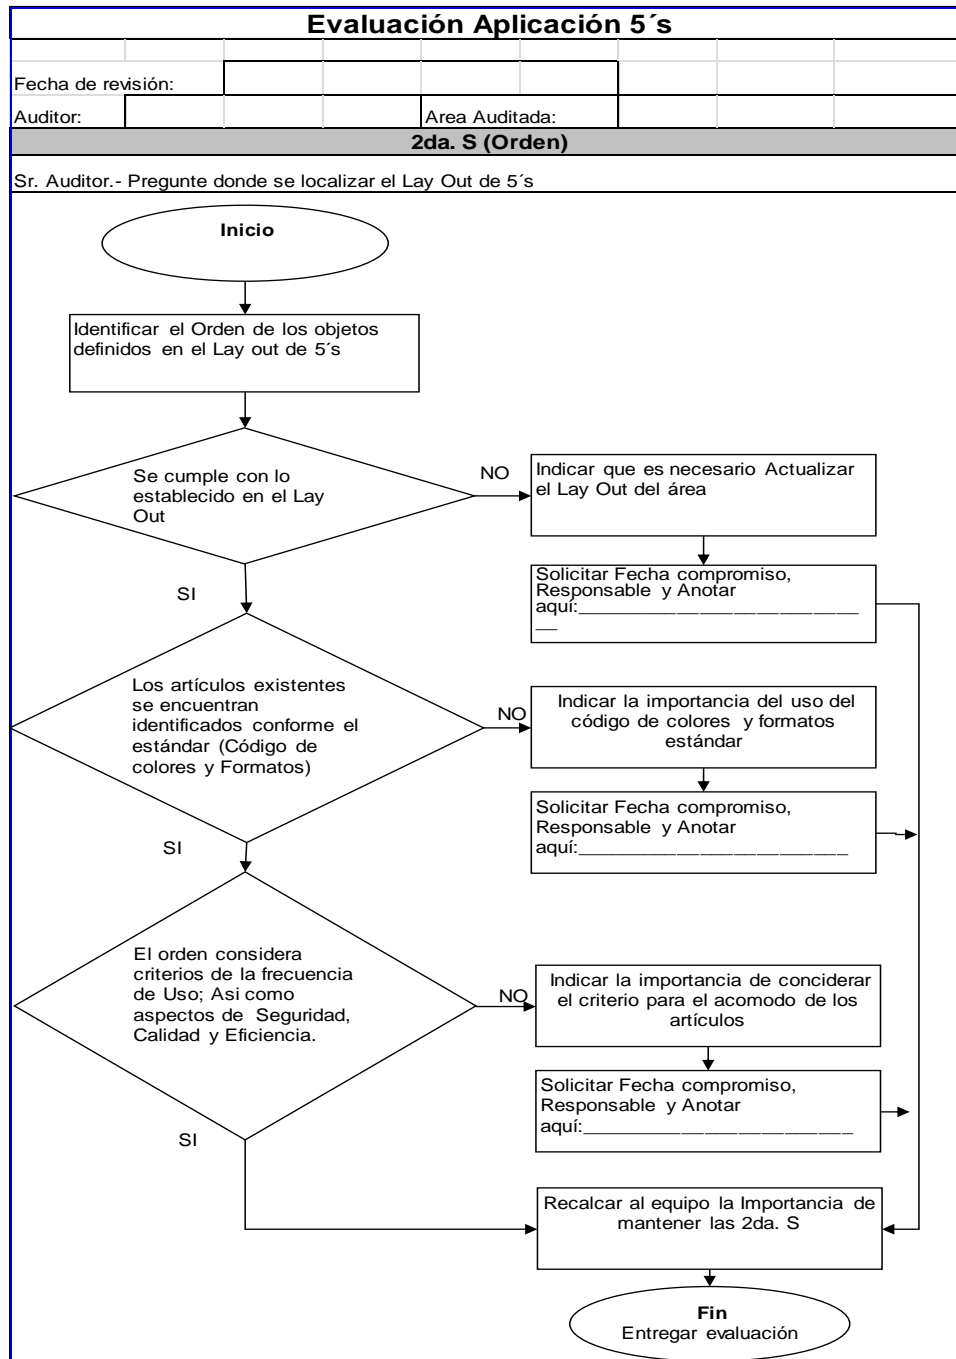 Evaluación Aplicación 5´s
Fecha de revisión:
Auditor:
Area Auditada:
2da. S (Orden)
Sr. Auditor.- Pregunte donde se localizar el Lay Out de 5´s
Inicio
Identificar el Orden de los objetos
definidos en el Lay out de 5´s
Se cumple con lo
establecido en el Lay
Out
NO
Indicar que es necesario Actualizar
el Lay Out del área
Solicitar Fecha compromiso,
Responsable y Anotar
aquí:__________________________
__
SI
Los artículos existentes
se encuentran
identificados conforme el
estándar (Código de
colores y Formatos)
NO
Indicar la importancia del uso del
código de colores y formatos
estándar
Solicitar Fecha compromiso,
Responsable y Anotar
aquí:_________________________
SI
El orden considera
criterios de la frecuencia
de Uso; Asi como
aspectos de Seguridad,
Calidad y Eficiencia.
NO
Indicar la importancia de conciderar
el criterio para el acomodo de los
artículos
Solicitar Fecha compromiso,
Responsable y Anotar
aquí:_________________________
SI
Recalcar al equipo la Importancia de
mantener las 2da. S
Fin
Entregar evaluación